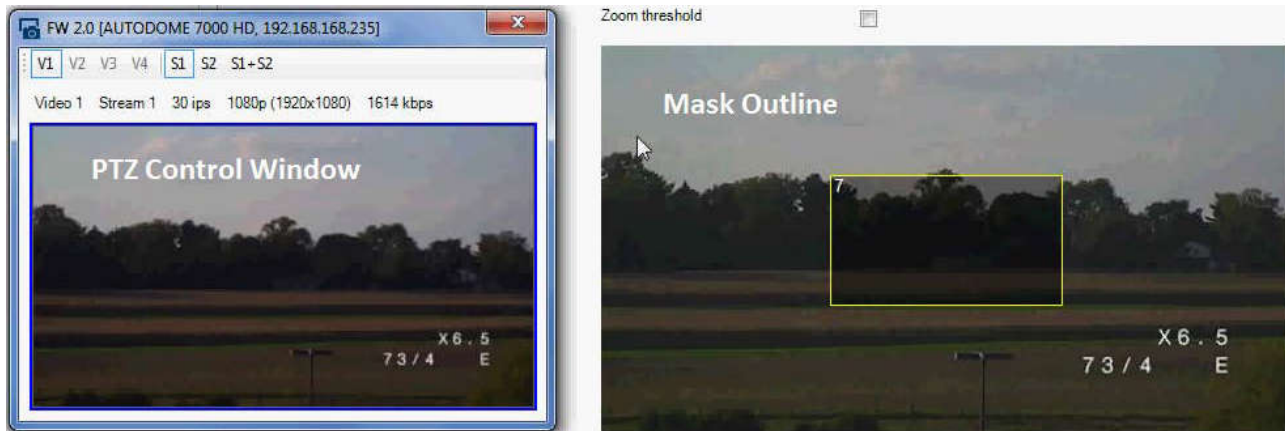 FW 2.0 [AUTODOME 7000 HD, 192.168.168.235]
V1 V2 V3 V4 S1 S2 S1+S2
Video 1 Stream 1 30 ips 1080p (1920x1080) 1614 kbps
PTZ Control Window
X6.5
73/4 E
Zoom threshold
Mask Outline
7
X6.5
73/4 E